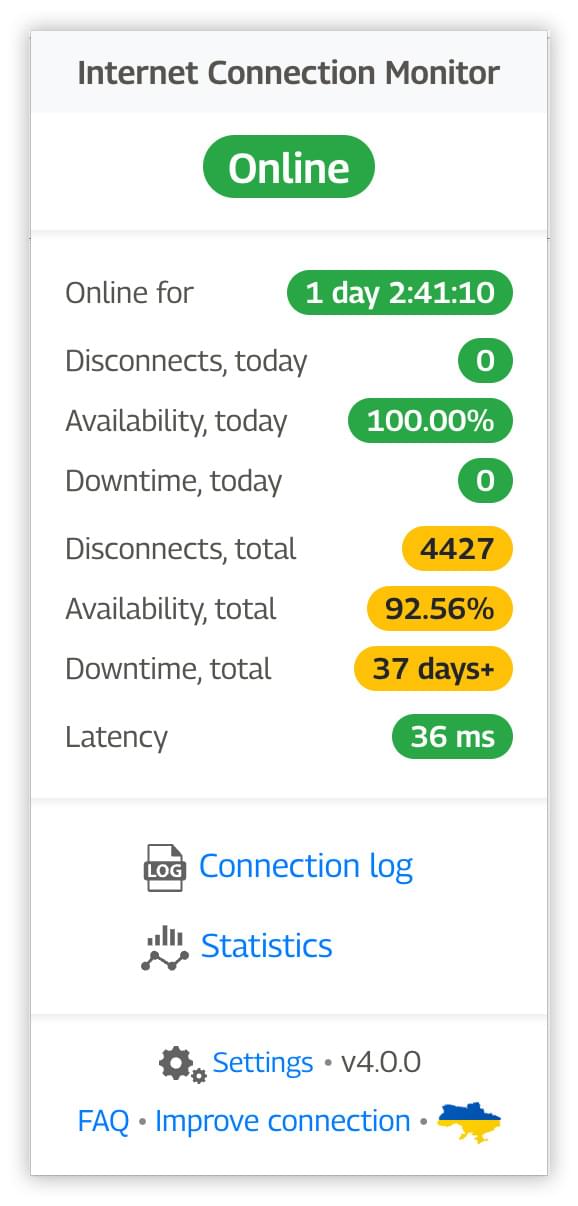 Internet Connection Monitor
Online
Online for 1 day 2:41:10
Disconnects, today 0
Availability, today 100.00%
Downtime, today 0
Disconnects, total 4427
Availability, total 92.56%
Downtime, total 37 days+
Latency 36 ms
LOG Connection log
Statistics
Settings • v4.0.0
FAQ • Improve connection •